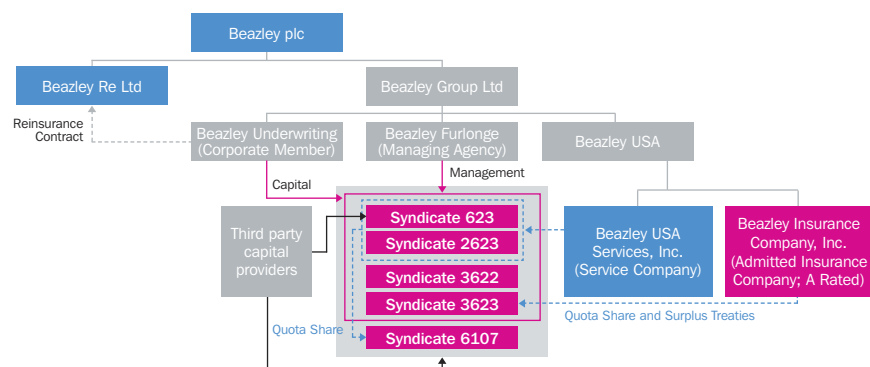 Beazley plc
Beazley Re Ltd
Beazley Group Ltd
Reinsurance
Contract
Beazley Underwriting
(Corporate Member)
Beazley Furlonge
(Managing Agency)
Beazley USA
Capital
Management
Third party
capital
providers
Syndicate 623
Syndicate 2623
Syndicate 3622
Syndicate 3623
Syndicate 6107
Beazley USA
Services, Inc.
(Service Company)
Beazley Insurance
Company, Inc.
(Admitted Insurance
Company; A Rated)
Quota Share
Quota Share and Surplus Treaties